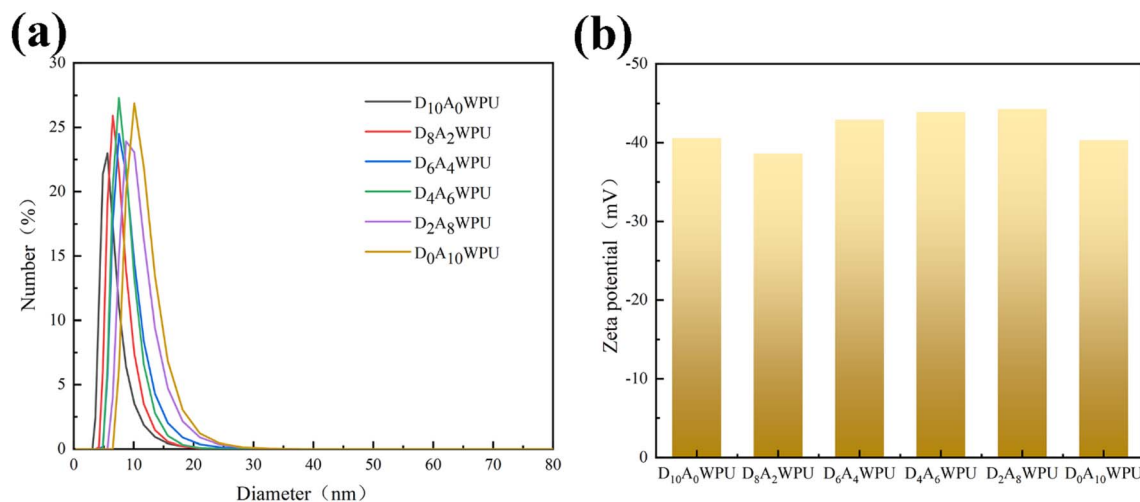 (a)
30
25
20
15
10
5
0
0 10 20 30 40 50 60 70 80
Number（%）
Diameter（nm）
D₁₀A₀WPU
D₈A₂WPU
D₆A₄WPU
D₄A₆WPU
D₂A₈WPU
D₀A₁₀WPU
(b)
-50
-40
-30
-20
-10
0
Zeta potential（mV）
D₁₀A₀WPU D₈A₂WPU D₆A₄WPU D₄A₆WPU D₂A₈WPU D₀A₁₀WPU